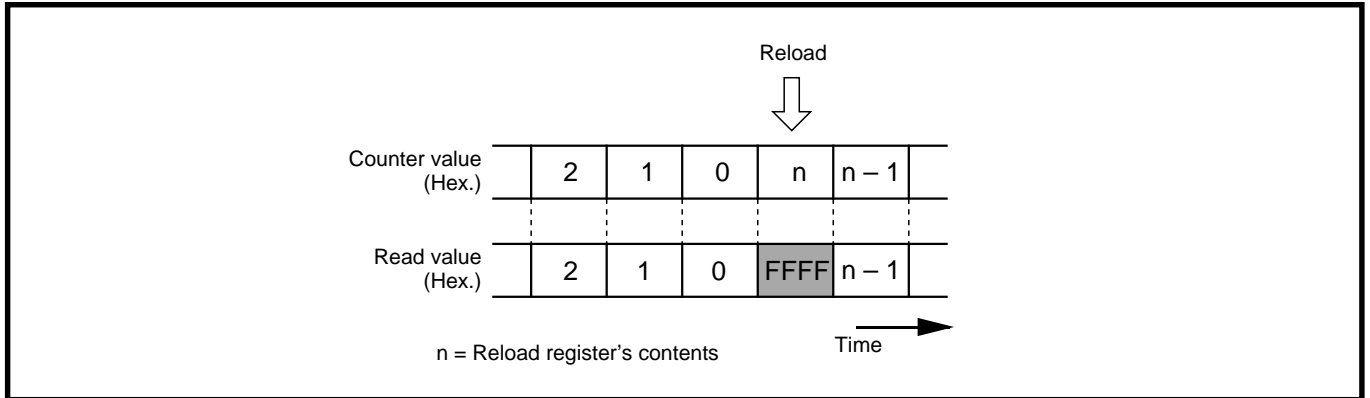 Reload
Counter value
(Hex.)
2 1 0 n n – 1
Read value
(Hex.)
2 1 0 FFFF n – 1
n = Reload register's contents
Time